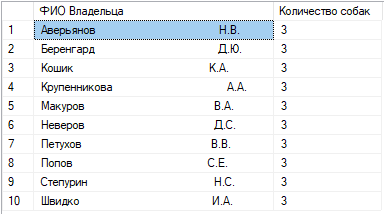 ФИО Владельца Количество собак
1 Аверьянов Н.В. 3
2 Беренгард Д.Ю. 3
3 Кошик К.А. 3
4 Крупенникова А.А. 3
5 Макуров В.А. 3
6 Неверов Д.С. 3
7 Петухов В.В. 3
8 Попов С.Е. 3
9 Степурин Н.С. 3
10 Швидко И.А. 3